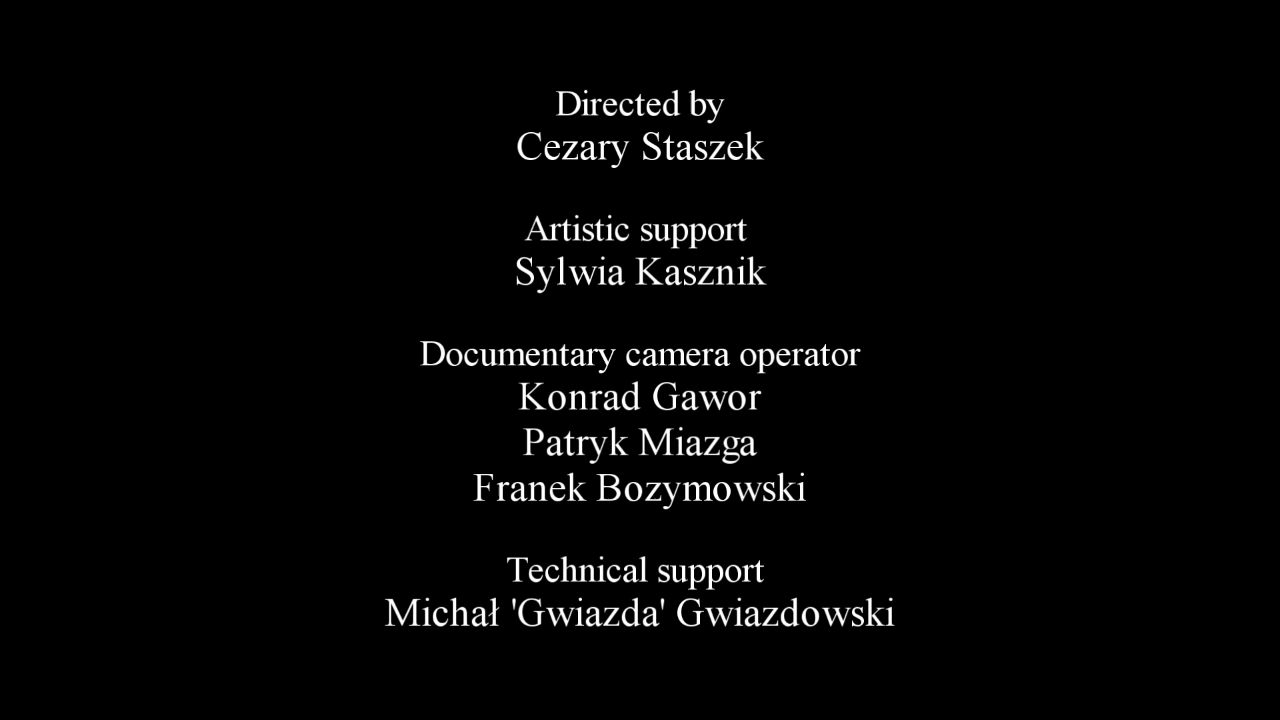 Directed by
Cezary Staszek
Artistic support
Sylwia Kasznik
Documentary camera operator
Konrad Gawor
Patryk Miazga
Franek Bozymowski
Technical support
Michał 'Gwiazda' Gwiazdowski